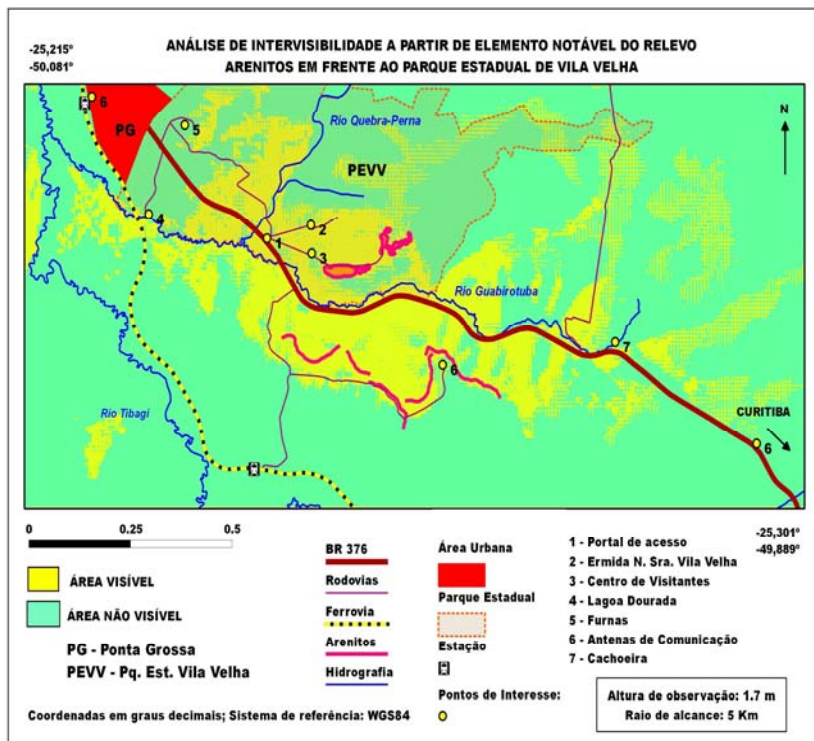 ANÁLISE DE INTERVISIBILIDADE A PARTIR DE ELEMENTO NOTÁVEL DO RELEVO
ARENITOS EM FRENTE AO PARQUE ESTADUAL DE VILA VELHA
-25,215º
-50.081º
6
PG
5
Rio Quebra-Perna
PEVV
N
4
1
2
3
Rio Guabirotuba
7
6
Rio Tibagi
CURITIBA
6
0
0.25
0.5
ÁREA VISÍVEL
ÁREA NÃO VISÍVEL
PG - Ponta Grossa
PEVV - Pq. Est. Vila Velha
BR 376
Rodovias
Ferrovia
Arenitos
Hidrografia
Área Urbana
Parque Estadual
Estação
Pontos de Interesse:
1 - Portal de acesso
2 - Ermida N. Sra. Vila Velha
3 - Centro de Visitantes
4 - Lagoa Dourada
5 - Furnas
6 - Antenas de Comunicação
7 - Cachoeira
-25,301º
-49,889º
Altura de observação: 1.7 m
Raio de alcance: 5 Km
Coordenadas em graus decimais; Sistema de referência: WGS84